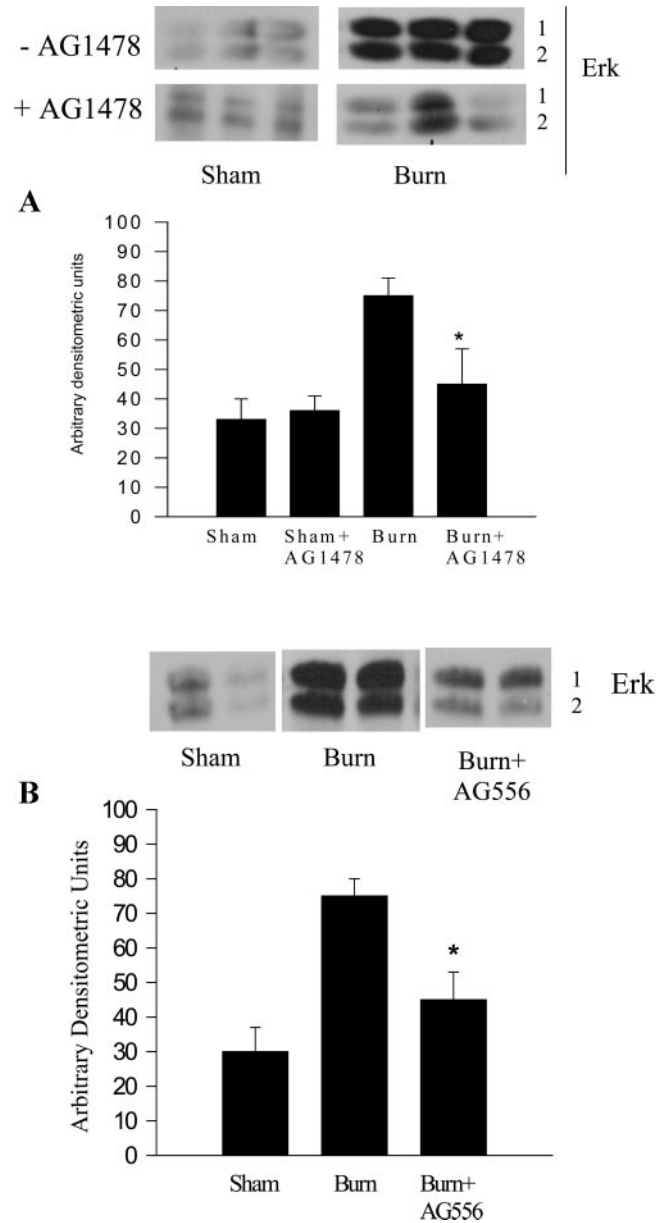 - AG1478
1
2
Erk
+ AG1478
1
2
Sham Burn
A
100
90
80
70
60
50
40
30
20
10
0
Arbitrary densitometric units
*
Sham Sham+ AG1478 Burn Burn+ AG1478
1
2
Erk
Sham Burn Burn+
AG556
B
100
90
80
70
60
50
40
30
20
10
0
Arbitrary Densitometric Units
*
Sham Burn Burn+
AG556